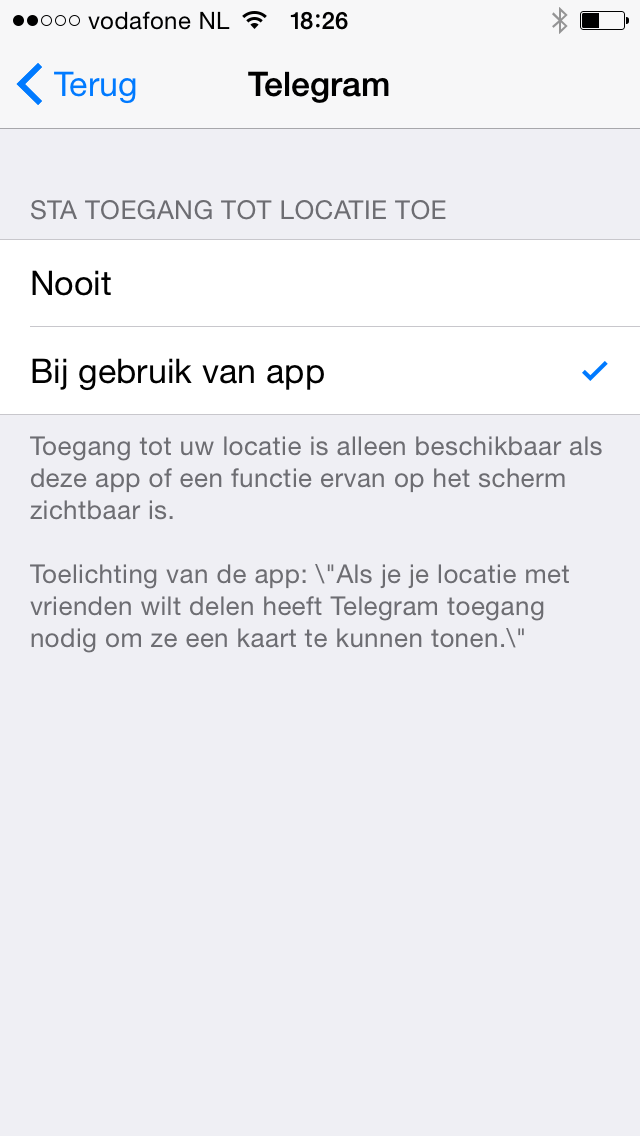 vodafone NL 18:26
Terug Telegram
STA TOEGANG TOT LOCATIE TOE
Nooit
Bij gebruik van app
Toegang tot uw locatie is alleen beschikbaar als
deze app of een functie ervan op het scherm
zichtbaar is.
Toelichting van de app: \"Als je je locatie met
vrienden wilt delen heeft Telegram toegang
nodig om ze een kaart te kunnen tonen.\"